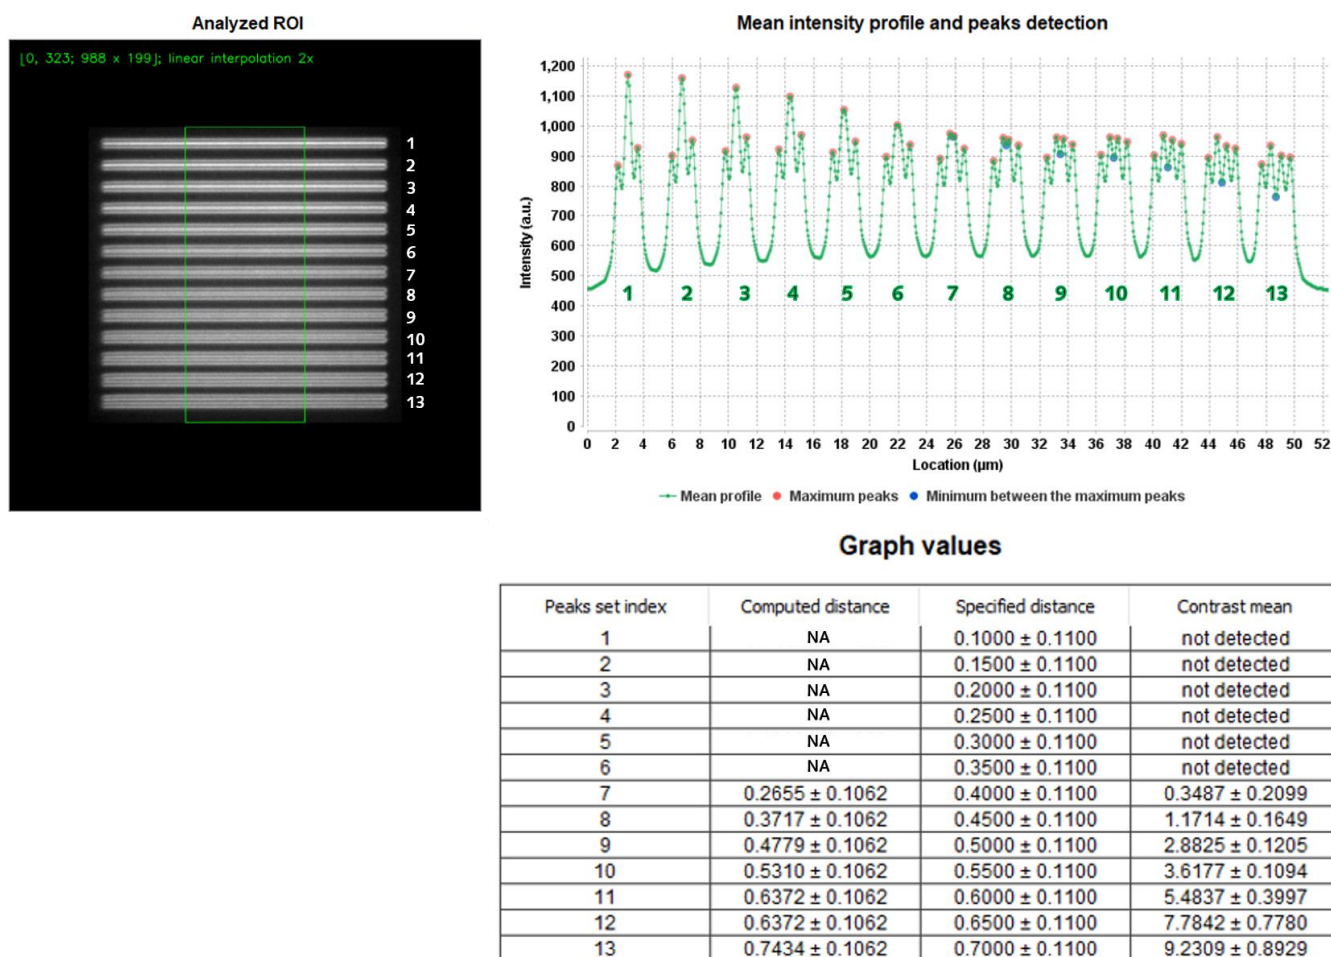 Analyzed ROI
[0, 323; 988 x 199]; linear interpolation 2x
1
2
3
4
5
6
7
8
9
10
11
12
13
Mean intensity profile and peaks detection
Intensity (a.u.)
1,200
1,100
1,000
900
800
700
600
500
400
300
200
100
0
1 2 3 4 5 6 7 8 9 10 11 12 13
0 2 4 6 8 10 12 14 16 18 20 22 24 26 28 30 32 34 36 38 40 42 44 46 48 50 52
Location (µm)
Mean profile Maximum peaks Minimum between the maximum peaks
Graph values
Peaks set index Computed distance Specified distance Contrast mean
1 NA 0.1000 ± 0.1100 not detected
2 NA 0.1500 ± 0.1100 not detected
3 NA 0.2000 ± 0.1100 not detected
4 NA 0.2500 ± 0.1100 not detected
5 NA 0.3000 ± 0.1100 not detected
6 NA 0.3500 ± 0.1100 not detected
7 0.2655 ± 0.1062 0.4000 ± 0.1100 0.3487 ± 0.2099
8 0.3717 ± 0.1062 0.4500 ± 0.1100 1.1714 ± 0.1649
9 0.4779 ± 0.1062 0.5000 ± 0.1100 2.8825 ± 0.1205
10 0.5310 ± 0.1062 0.5500 ± 0.1100 3.6177 ± 0.1094
11 0.6372 ± 0.1062 0.6000 ± 0.1100 5.4837 ± 0.3997
12 0.6372 ± 0.1062 0.6500 ± 0.1100 7.7842 ± 0.7780
13 0.7434 ± 0.1062 0.7000 ± 0.1100 9.2309 ± 0.8929